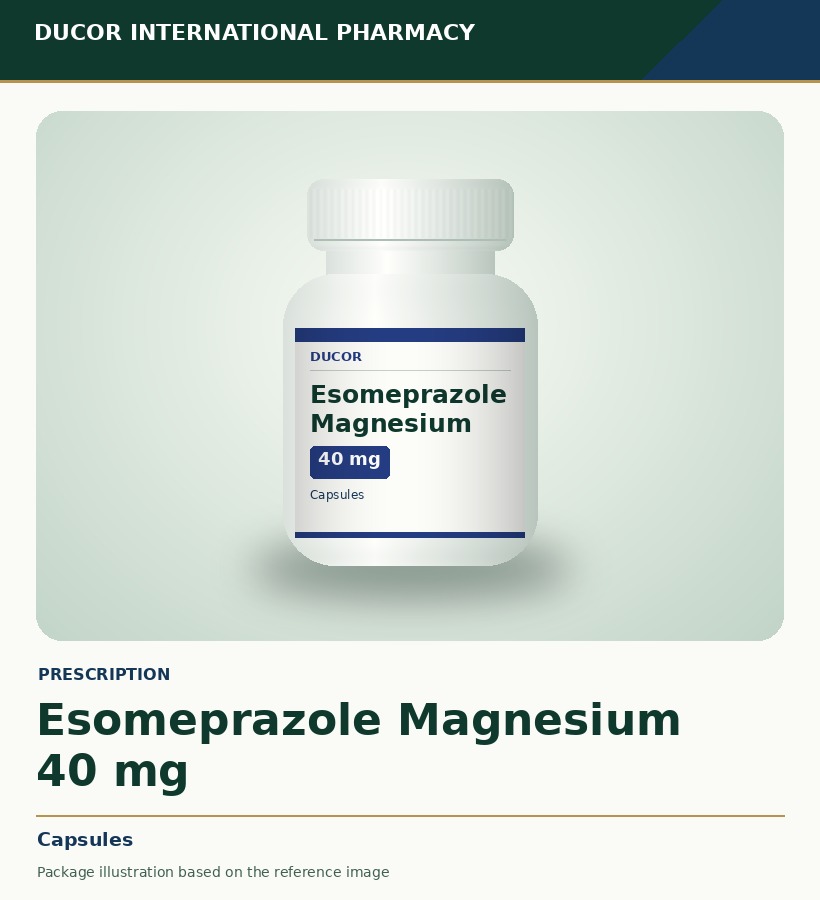 DUCOR INTERNATIONAL PHARMACY
DUCOR
Esomeprazole
Magnesium
40 mg
Capsules
PRESCRIPTION
Esomeprazole Magnesium
40 mg
Capsules
Package illustration based on the reference image